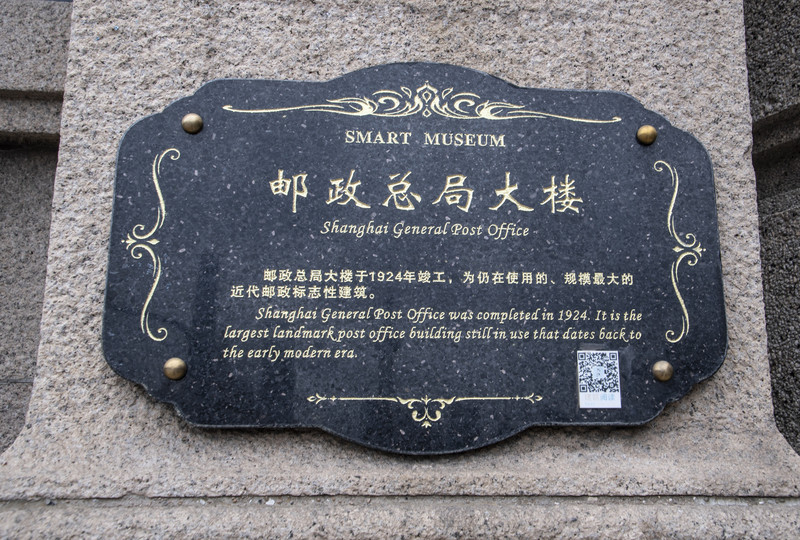 SMART MUSEUM
邮政总局大楼
Shanghai General Post Office
邮政总局大楼于1924年竣工，为仍在使用的、规模最大的
近代邮政标志性建筑。
Shanghai General Post Office was completed in 1924. It is the
largest landmark post office building still in use that dates back to
the early modern era.